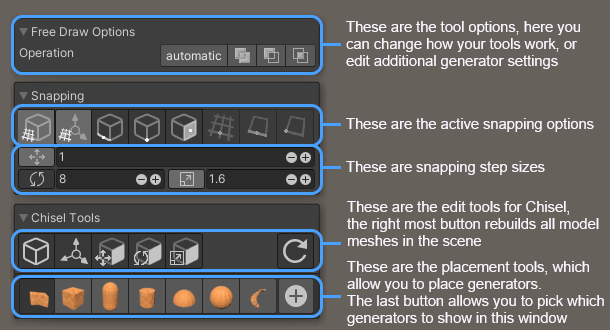 Free Draw Options
Operation
automatic
These are the tool options, here you
can change how your tools work, or
edit additional generator settings
Snapping
These are the active snapping options
1
8
1.6
These are snapping step sizes
Chisel Tools
These are the edit tools for Chisel,
the right most button rebuilds all model
meshes in the scene
These are the placement tools, which
allow you to place generators.
The last button allows you to pick which
generators to show in this window